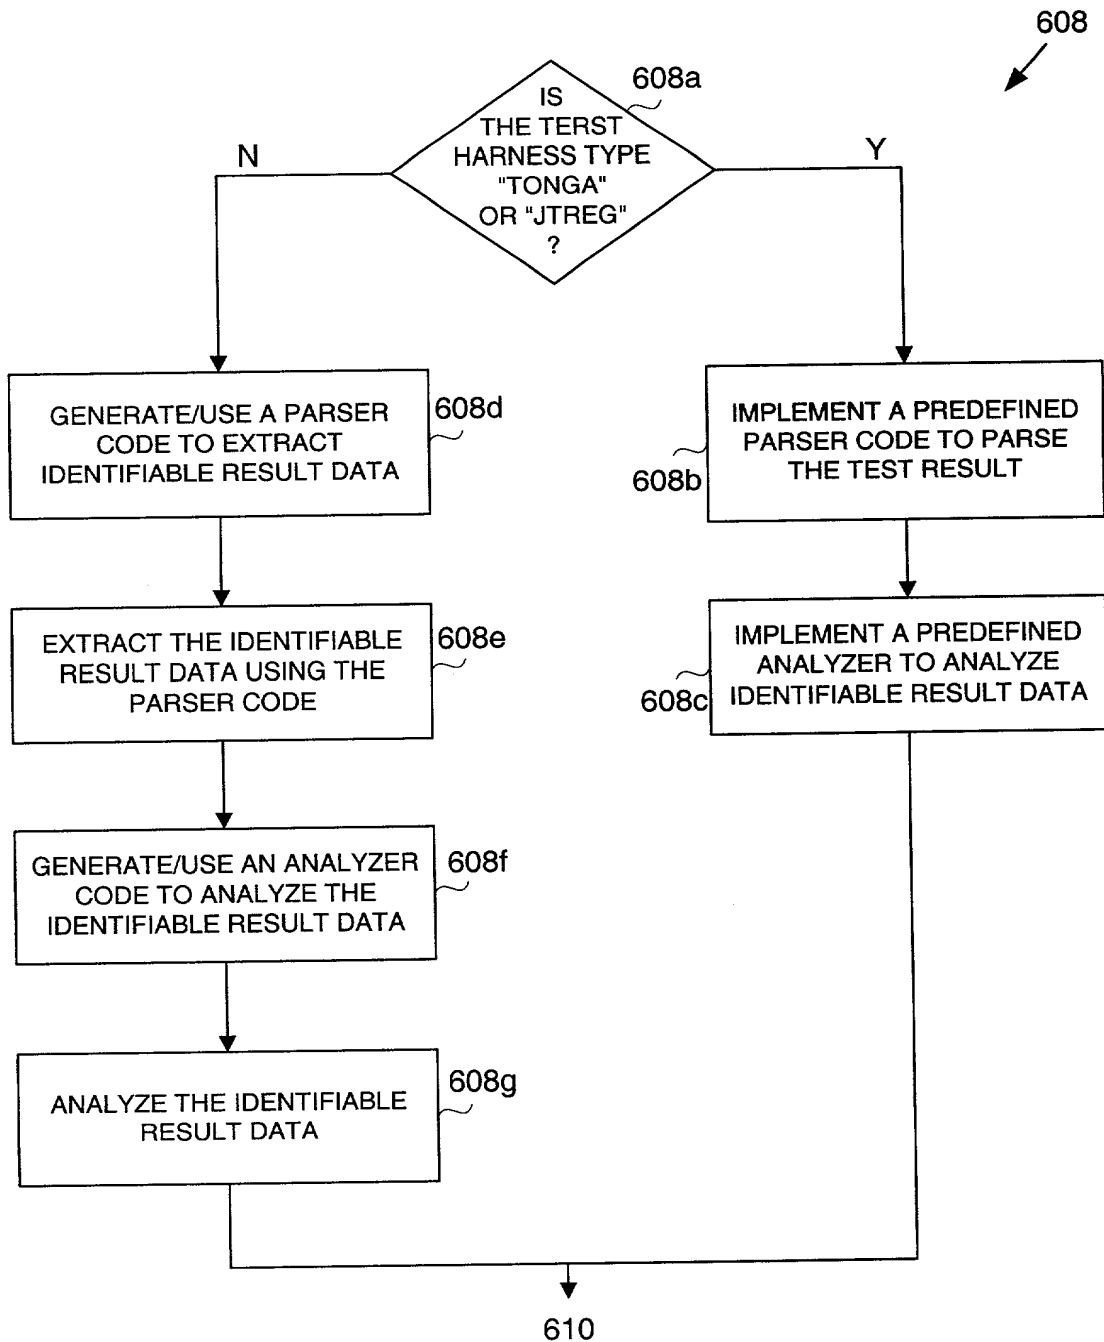 608
608a
IS
THE TERST
HARNESS TYPE
"TONGA"
OR "JTREG"
?
N
Y
GENERATE/USE A PARSER
CODE TO EXTRACT
IDENTIFIABLE RESULT DATA
608d
IMPLEMENT A PREDEFINED
PARSER CODE TO PARSE
THE TEST RESULT
608b
EXTRACT THE IDENTIFIABLE
RESULT DATA USING THE
PARSER CODE
608e
IMPLEMENT A PREDEFINED
ANALYZER TO ANALYZE
IDENTIFIABLE RESULT DATA
608c
GENERATE/USE AN ANALYZER
CODE TO ANALYZE THE
IDENTIFIABLE RESULT DATA
608f
ANALYZE THE IDENTIFIABLE
RESULT DATA
608g
610